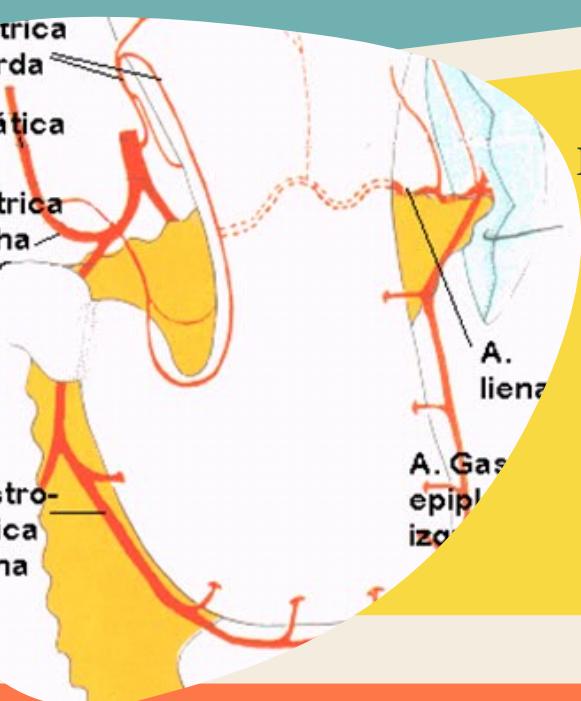 trica
rda
ática
trica
ha
A.
liena
A. Gas
epipl
izq
stro-
ica
na